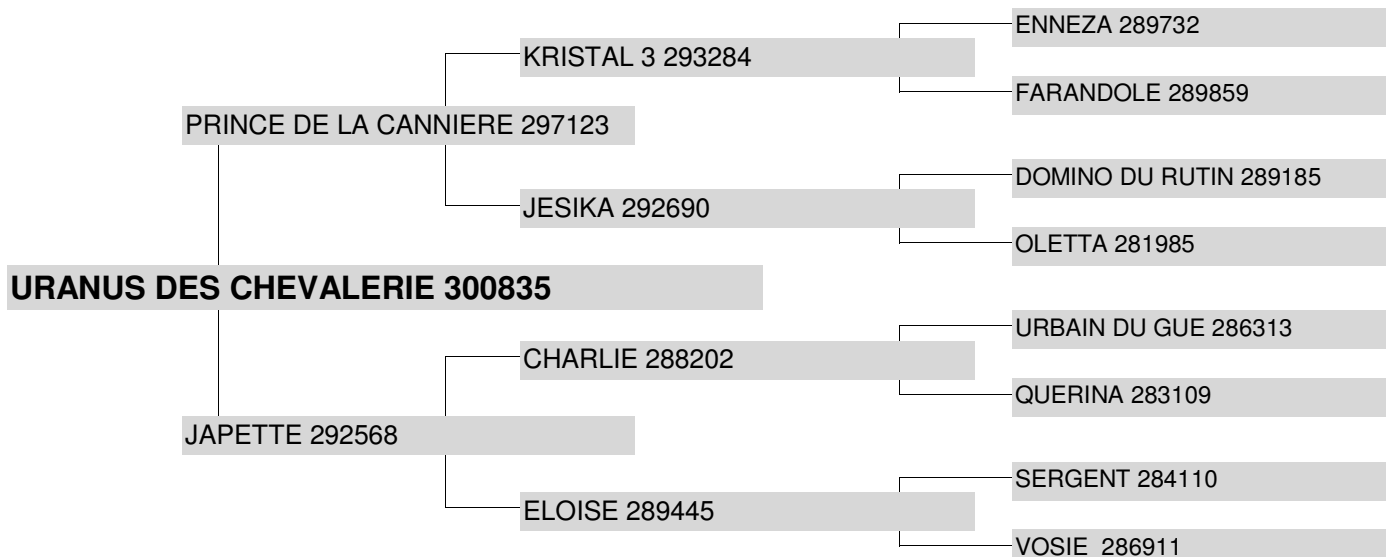 ENNEZA 289732
KRISTAL 3 293284
FARANDOLE 289859
PRINCE DE LA CANNIERE 297123
DOMINO DU RUTIN 289185
JESIKA 292690
OLETTA 281985
URANUS DES CHEVALERIE 300835
URBAIN DU GUE 286313
CHARLIE 288202
QUERINA 283109
JAPETTE 292568
SERGENT 284110
ELOISE 289445
VOSIE 286911